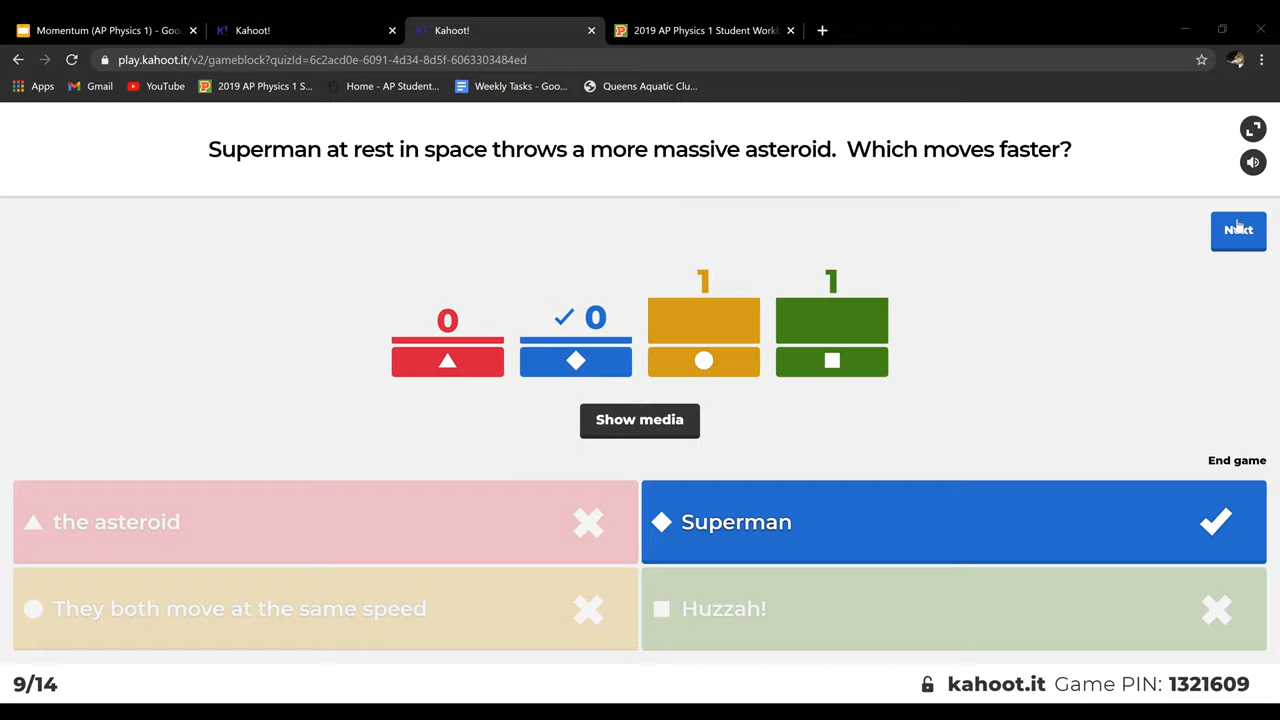 Momentum (AP Physics 1) - Goo
Kahoot!
Kahoot!
2019 AP Physics 1 Student Workb
play.kahoot.it/v2/gameblock?quizId=6c2acd0e-6091-4d34-8d5f-6063303484ed
Apps
Gmail
YouTube
2019 AP Physics 1 S...
Home - AP Student...
Weekly Tasks - Goo...
Queens Aquatic Clu...
Superman at rest in space throws a more massive asteroid. Which moves faster?
Next
0
0
1
1
Show media
End game
the asteroid
Superman
They both move at the same speed
Huzzah!
9/14
kahoot.it Game PIN: 1321609